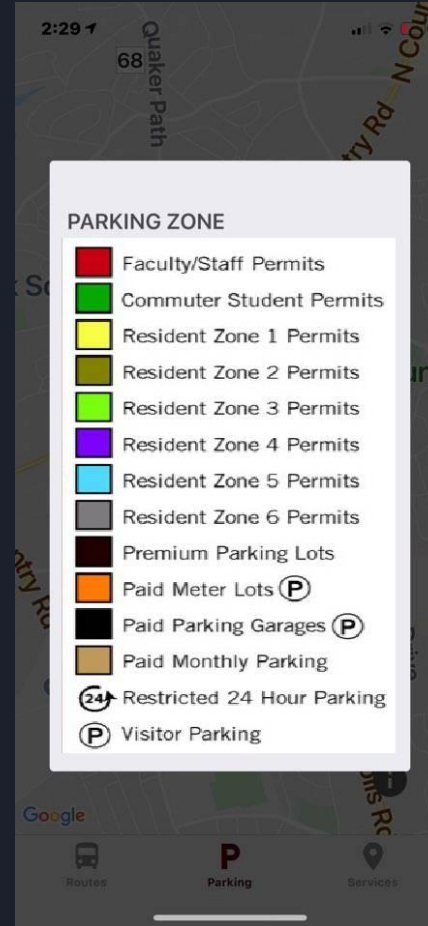 2:29
68
Quaker Path
N Coun
try Rd
PARKING ZONE
Faculty/Staff Permits
Commuter Student Permits
Resident Zone 1 Permits
Resident Zone 2 Permits
Resident Zone 3 Permits
Resident Zone 4 Permits
Resident Zone 5 Permits
Resident Zone 6 Permits
Premium Parking Lots
Paid Meter Lots P
Paid Parking Garages P
Paid Monthly Parking
24 Restricted 24 Hour Parking
P Visitor Parking
Google
P
Routes
Parking
Services